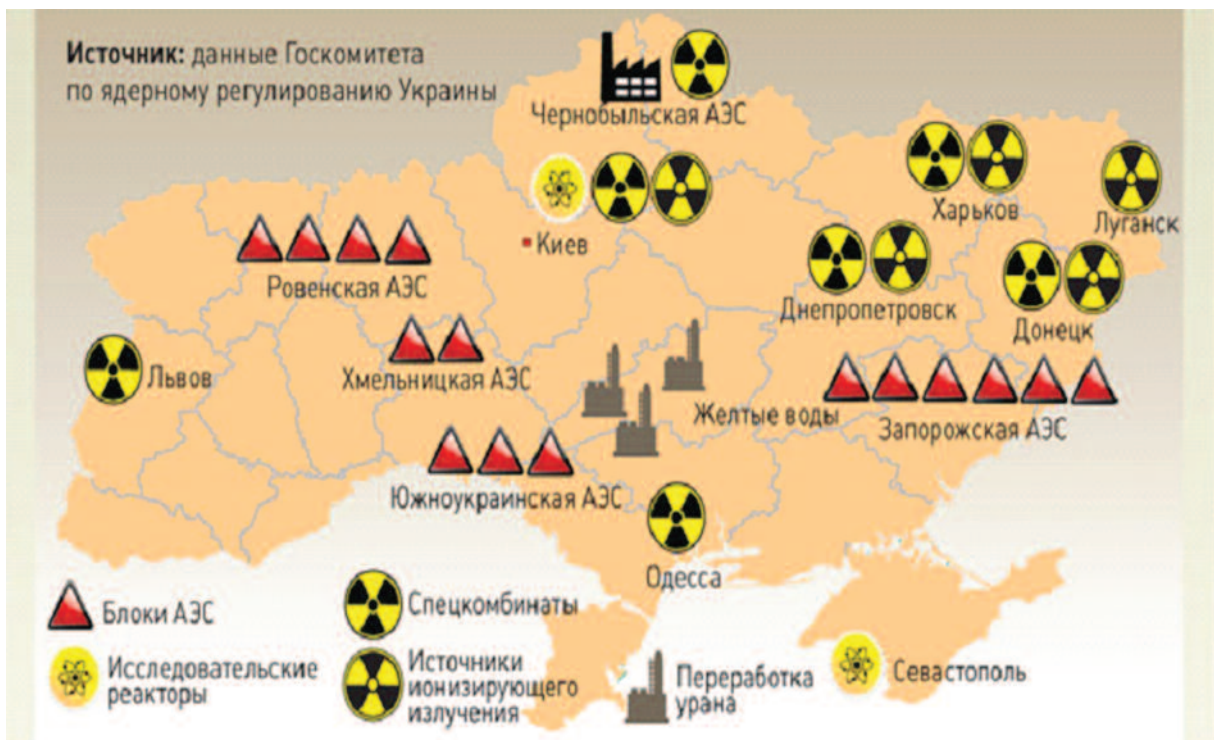 Источник: данные Госкомитета
по ядерному регулированию Украины
Чернобыльская АЭС
Киев
Харьков
Луганск
Ровенская АЭС
Днепропетровск
Донецк
Львов
Хмельницкая АЭС
Желтые воды
Запорожская АЭС
Южноукраинская АЭС
Одесса
Блоки АЭС
Исследовательские
реакторы
Спецкомбинаты
Источники
ионизирующего
излучения
Переработка
урана
Севастополь